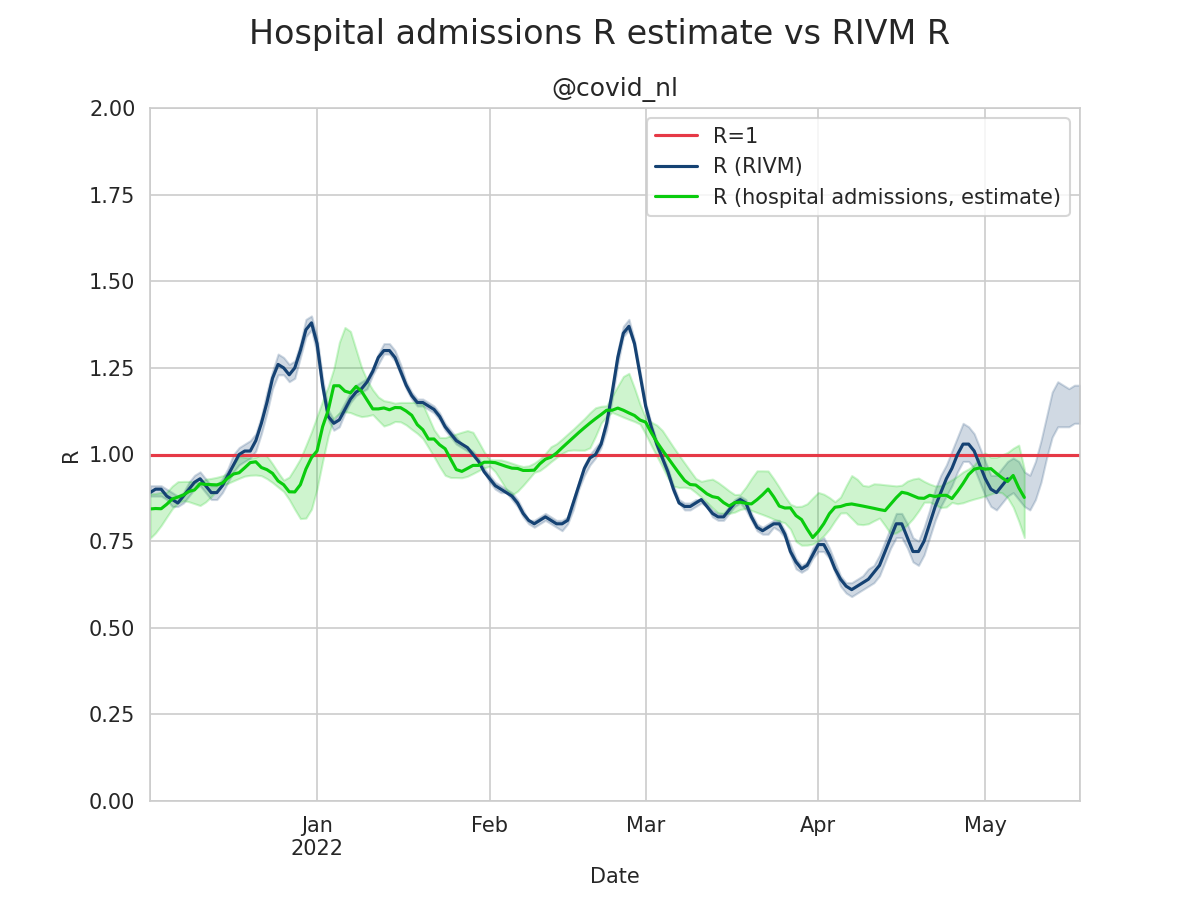 Hospital admissions R estimate vs RIVM R
@covid_nl
R=1
R (RIVM)
R (hospital admissions, estimate)
R
2.00
1.75
1.50
1.25
1.00
0.75
0.50
0.25
0.00
Jan Feb Mar Apr May
2022
Date